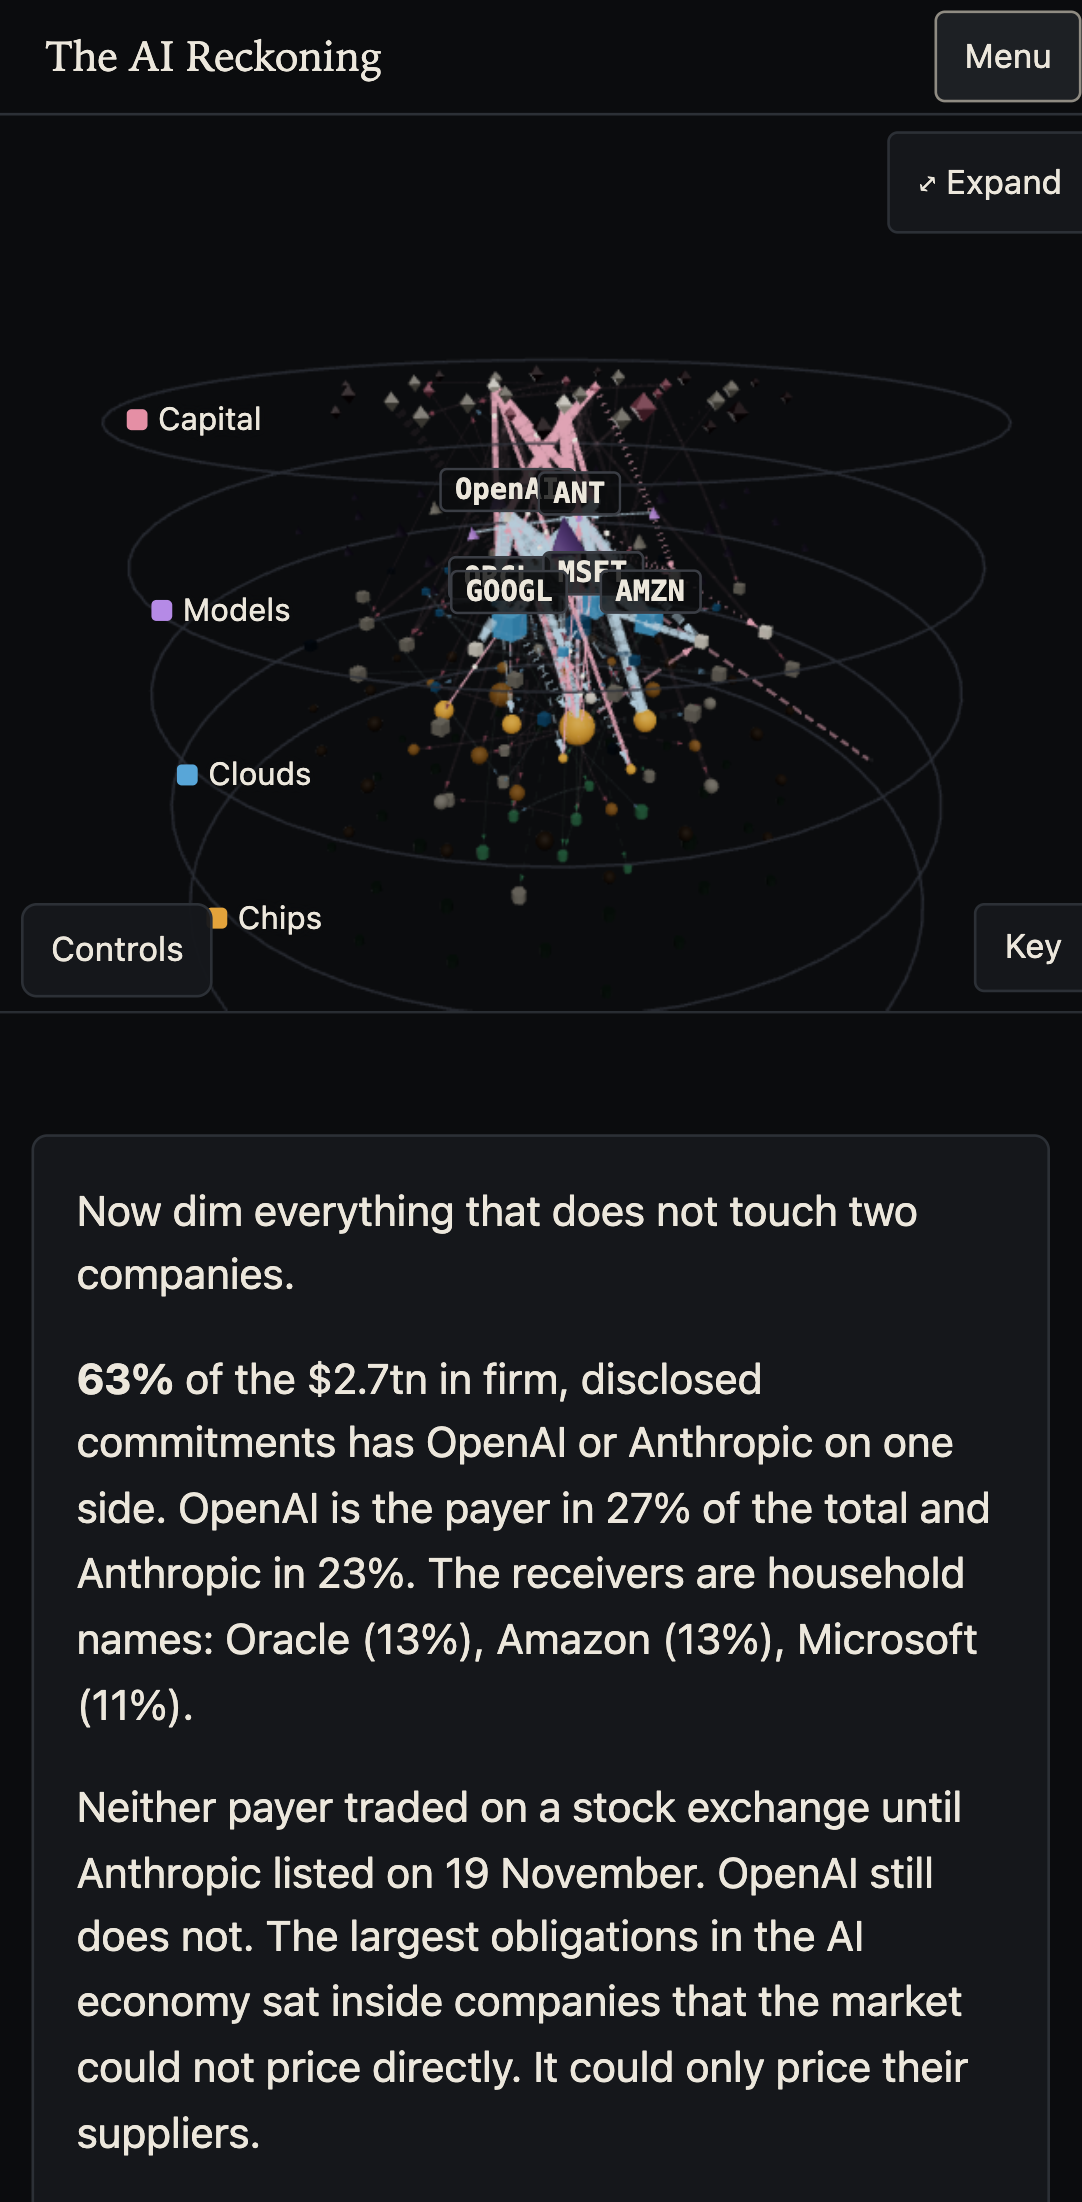 The AI Reckoning
Menu
Expand
Capital
OpenAI
ANT
MSFT
GOOGL
AMZN
Models
Clouds
Chips
Controls
Key
Now dim everything that does not touch two
companies.
63% of the $2.7tn in firm, disclosed
commitments has OpenAI or Anthropic on one
side. OpenAI is the payer in 27% of the total and
Anthropic in 23%. The receivers are household
names: Oracle (13%), Amazon (13%), Microsoft
(11%).
Neither payer traded on a stock exchange until
Anthropic listed on 19 November. OpenAI still
does not. The largest obligations in the AI
economy sat inside companies that the market
could not price directly. It could only price their
suppliers.